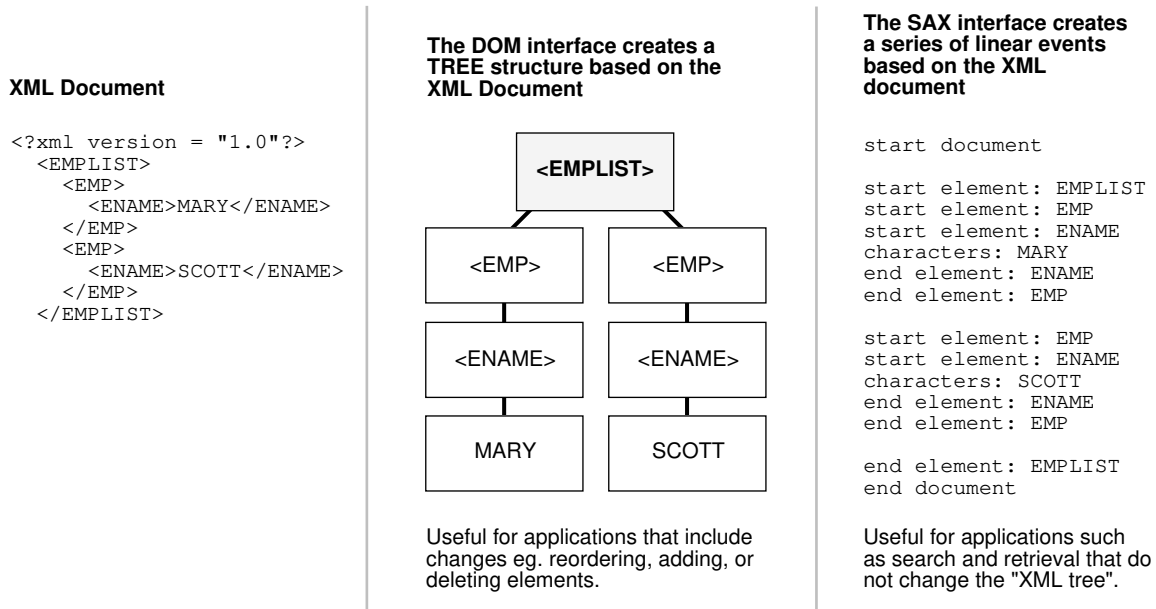 XML Document
<?xml version = "1.0"?>
<EMPLIST>
<EMP>
<ENAME>MARY</ENAME>
</EMP>
<EMP>
<ENAME>SCOTT</ENAME>
</EMP>
</EMPLIST>
The DOM interface creates a
TREE structure based on the
XML Document
<EMPLIST>
<EMP>
<EMP>
<ENAME>
<ENAME>
MARY
SCOTT
Useful for applications that include
changes eg. reordering, adding, or
deleting elements.
The SAX interface creates
a series of linear events
based on the XML
document
start document
start element: EMPLIST
start element: EMP
start element: ENAME
characters: MARY
end element: ENAME
end element: EMP
start element: EMP
start element: ENAME
characters: SCOTT
end element: ENAME
end element: EMP
end element: EMPLIST
end document
Useful for applications such
as search and retrieval that do
not change the "XML tree".